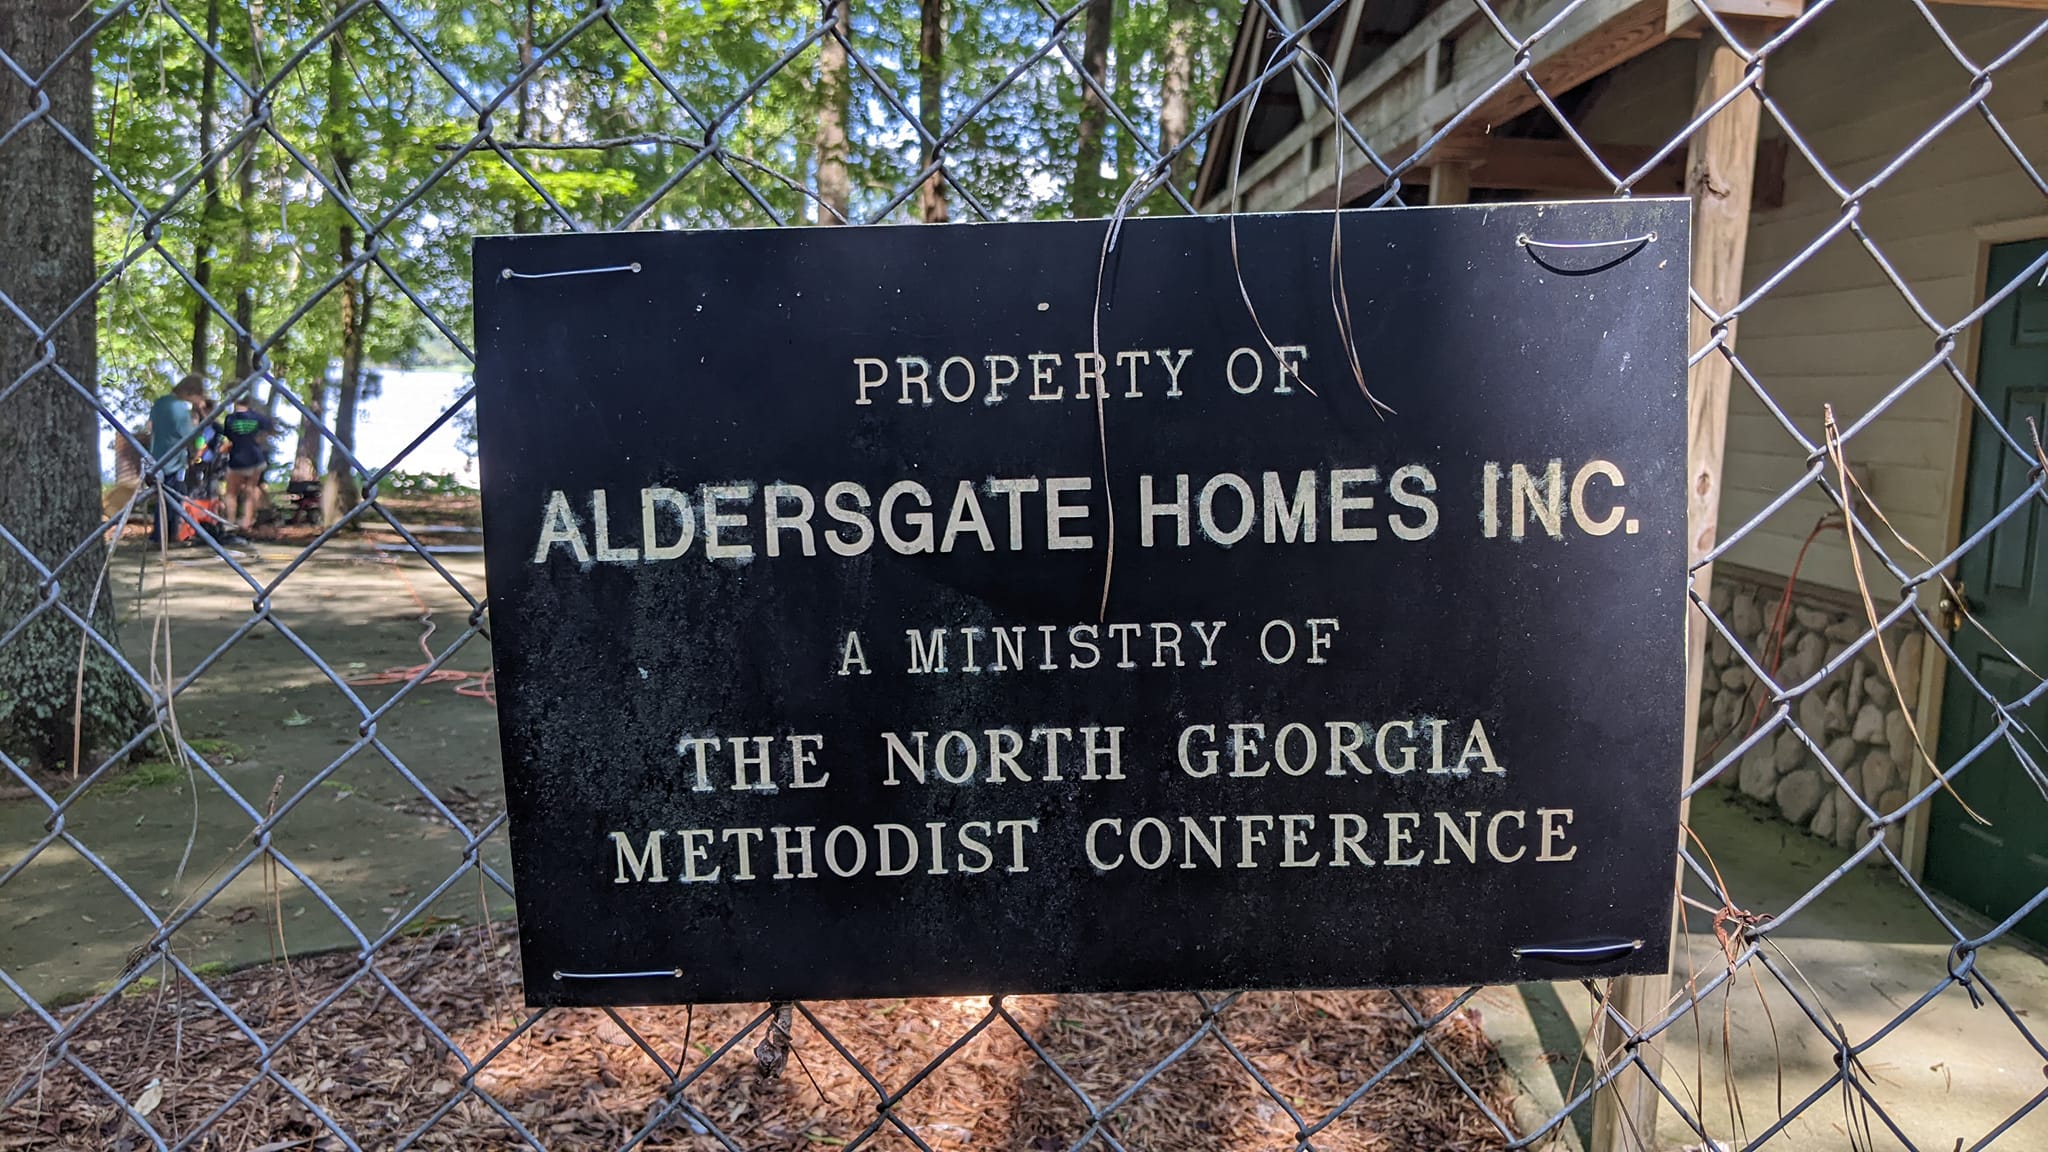 PROPERTY OF
ALDERSGATE HOMES INC.
A MINISTRY OF
THE NORTH GEORGIA
METHODIST CONFERENCE